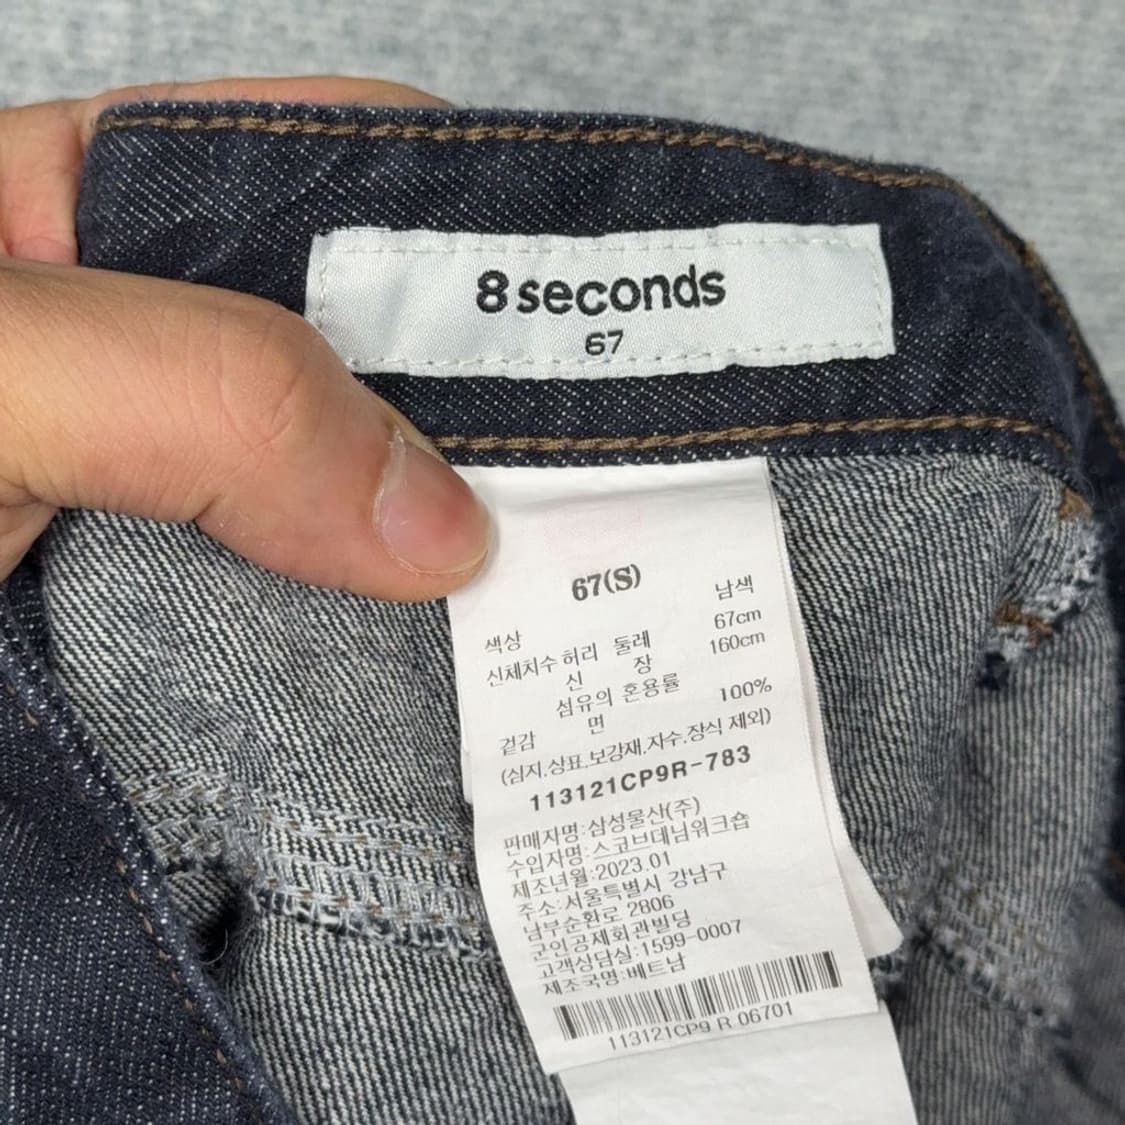 8 seconds
67
67(S)
색상 남색
신체치수 허리 둘레 67cm
신 장 160cm
섬유의 혼용률
겉감 면 100%
(심지.상표.보강재.자수.장식 제외)
113121CP9R-783
판매자명:삼성물산(주)
수입자명:스코브데님워크숍
제조년월:2023.01
주소:서울특별시 강남구
남부순환로 2806
군인공제회관빌딩
고객상담실:1599-0007
제조국명:베트남
113121CP9 R 06701